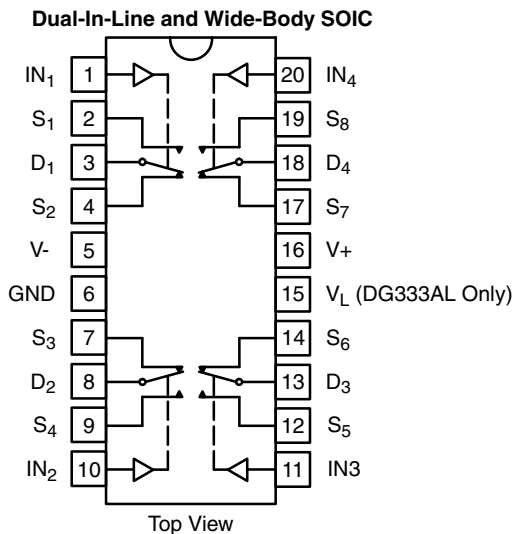 Dual-In-Line and Wide-Body SOIC
IN₁ 1 20 IN₄
S₁ 2 19 S₈
D₁ 3 18 D₄
S₂ 4 17 S₇
V- 5 16 V+
GND 6 15 V_L (DG333AL Only)
S₃ 7 14 S₆
D₂ 8 13 D₃
S₄ 9 12 S₅
IN₂ 10 11 IN3
Top View